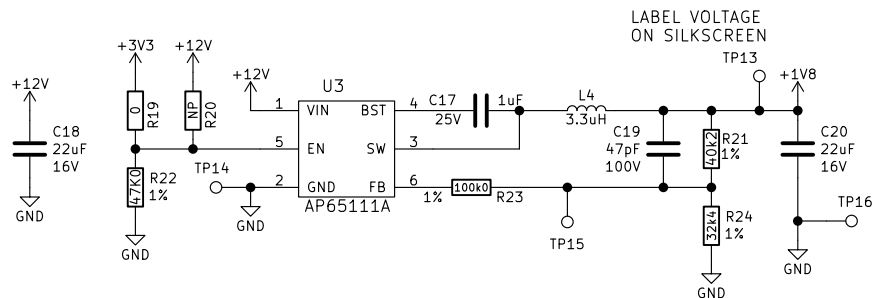 LABEL VOLTAGE
ON SILKSCREEN
TP13
+1V8
+3V3
+12V
+12V
+12V
U3
1
VIN
BST
4
C17
25V
1uF
L4
3.3uH
0
R19
NP
R20
5
EN
SW
3
C18
22uF
16V
C19
47pF
100V
40k2
R21
1%
C20
22uF
16V
47K0
R22
1%
TP14
2
GND
FB
6
1%
100k0
R23
AP65111A
GND
GND
GND
TP15
32k4
R24
1%
TP16
GND
GND